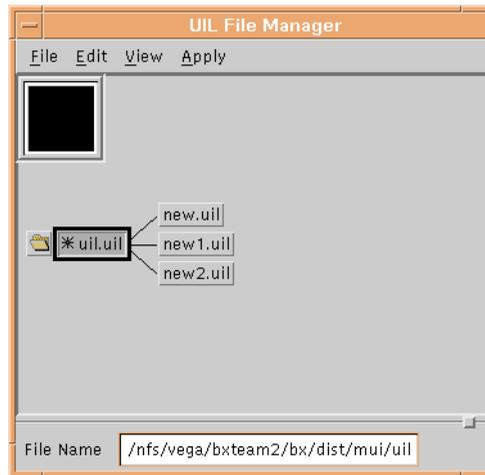 UIL File Manager
File Edit View Apply
new.uil
* uil.uil new1.uil
new2.uil
File Name /nfs/vega/bxteam2/bx/dist/mui/uil